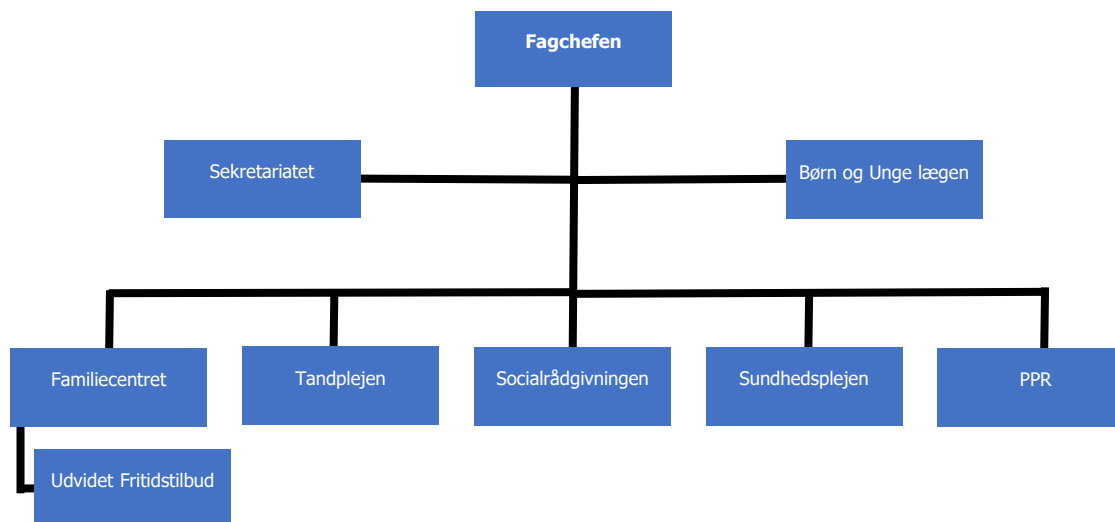 Fagchefen
Sekretariatet
Børn og Unge lægen
Familiecentret
Tandplejen
Socialrådgivningen
Sundhedsplejen
PPR
Udvidet Fritidstilbud